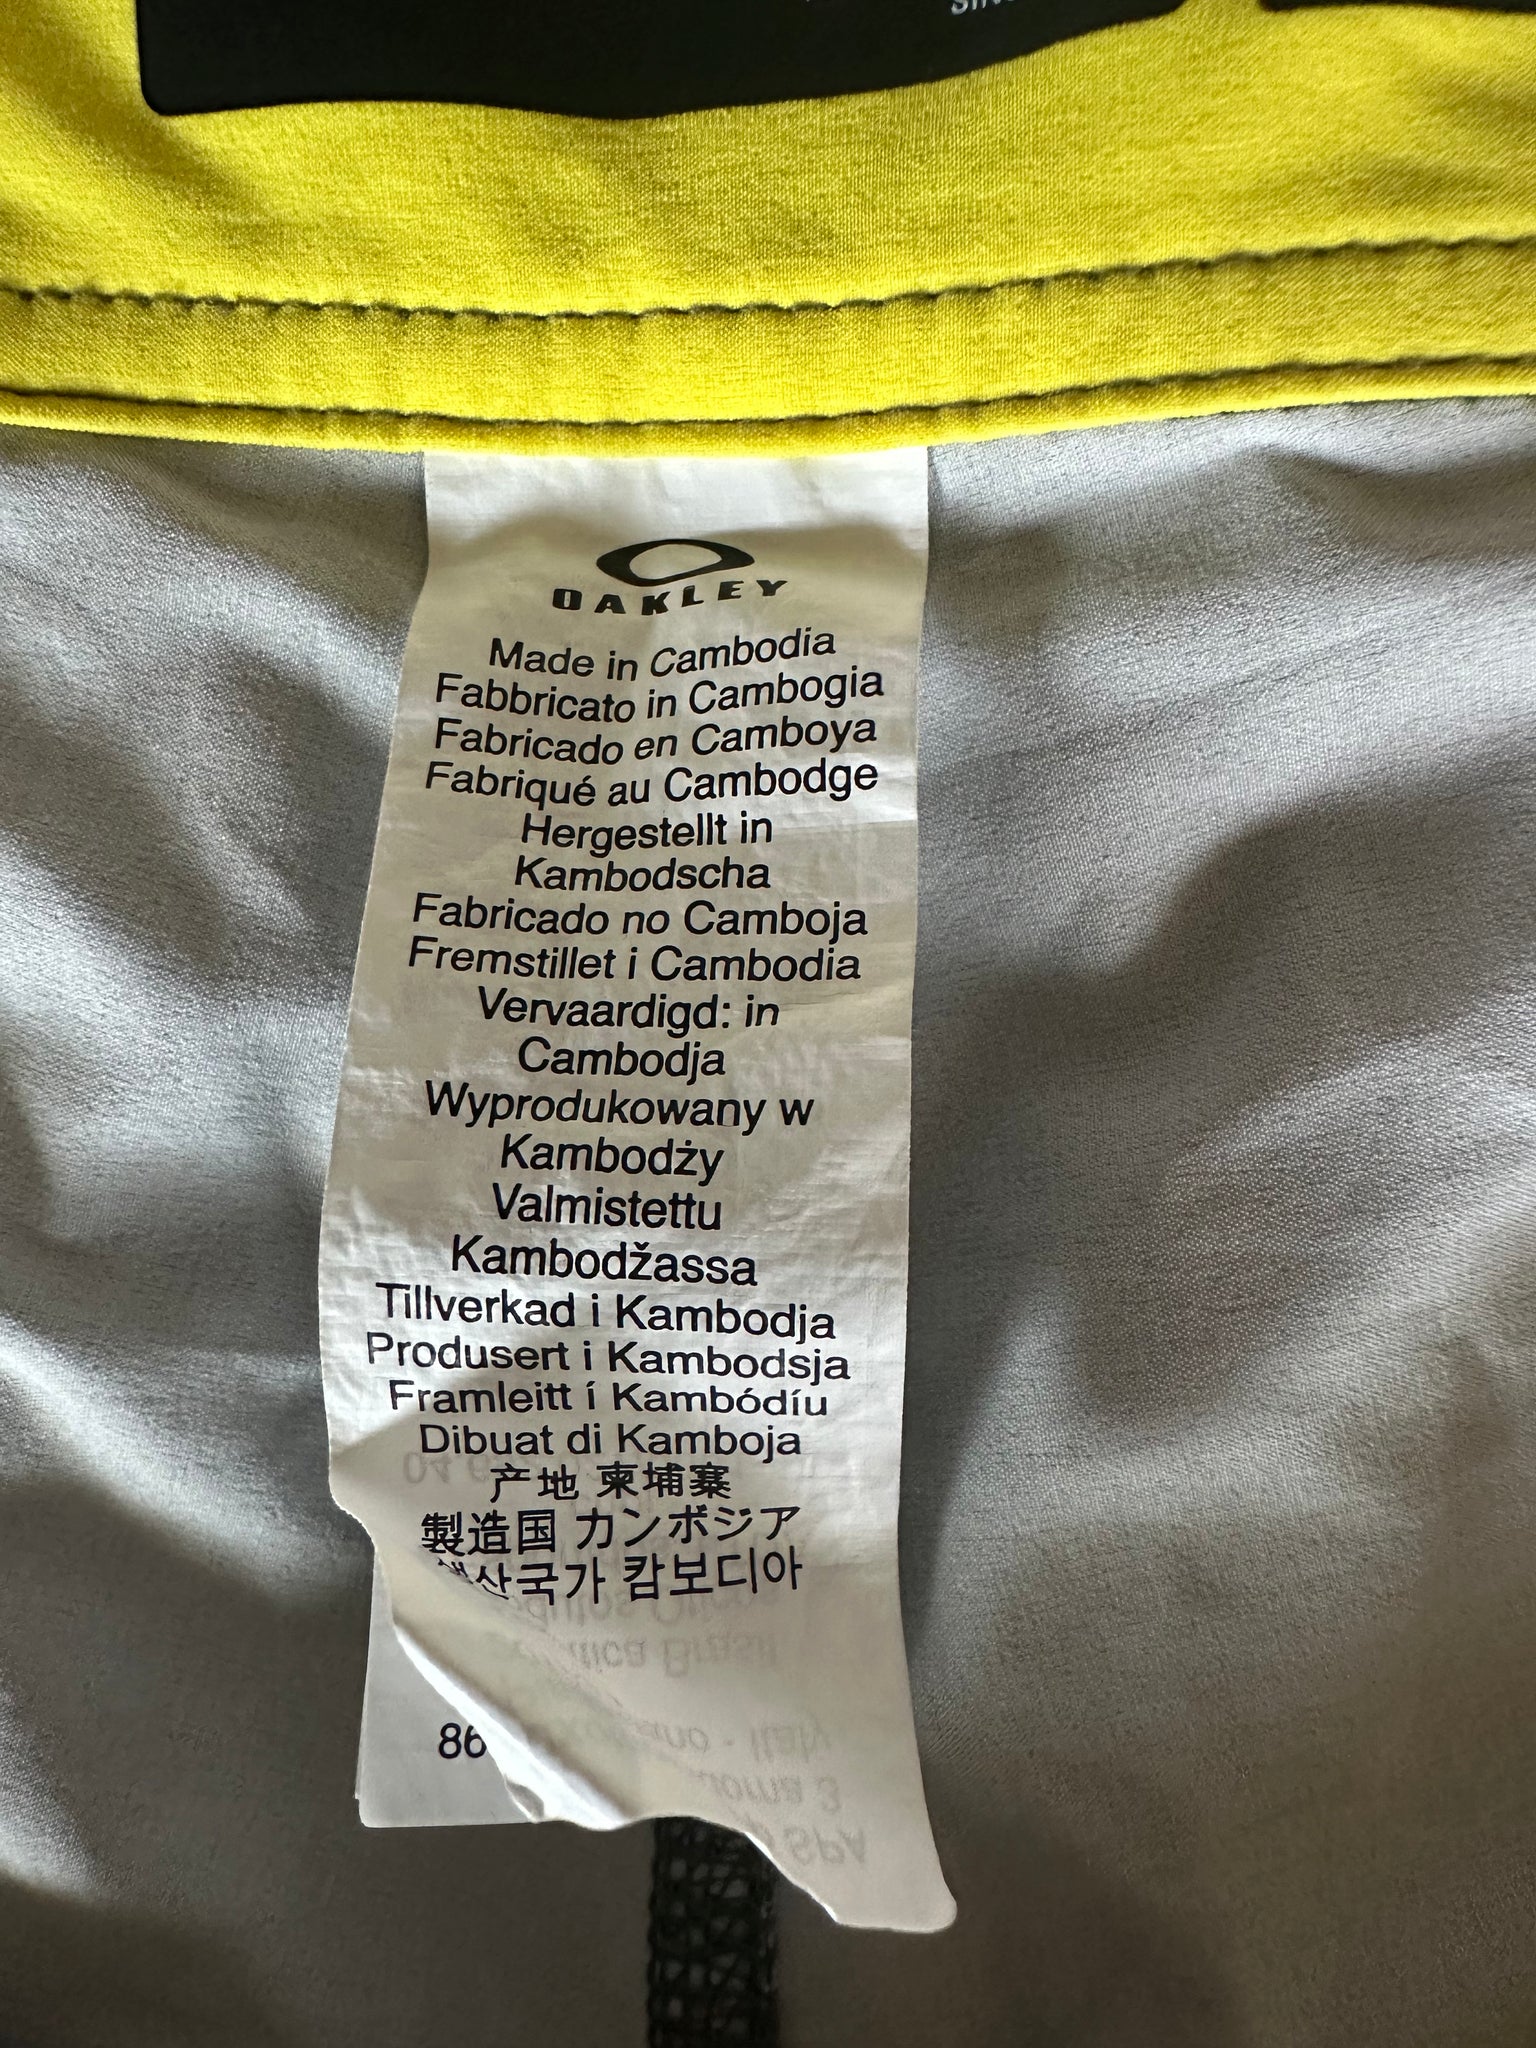 OAKLEY
Made in Cambodia
Fabbricato in Cambogia
Fabricado en Camboya
Fabriqué au Cambodge
Hergestellt in
Kambodscha
Fabricado no Camboja
Fremstillet i Cambodia
Vervaardigd: in
Cambodja
Wyprodukowany w
Kambodży
Valmistettu
Kambodžassa
Tillverkad i Kambodja
Produsert i Kambodsja
Framleitt í Kambódíu
Dibuat di Kamboja
产地 柬埔寨
製造国 カンボジア
생산국가 캄보디아
86